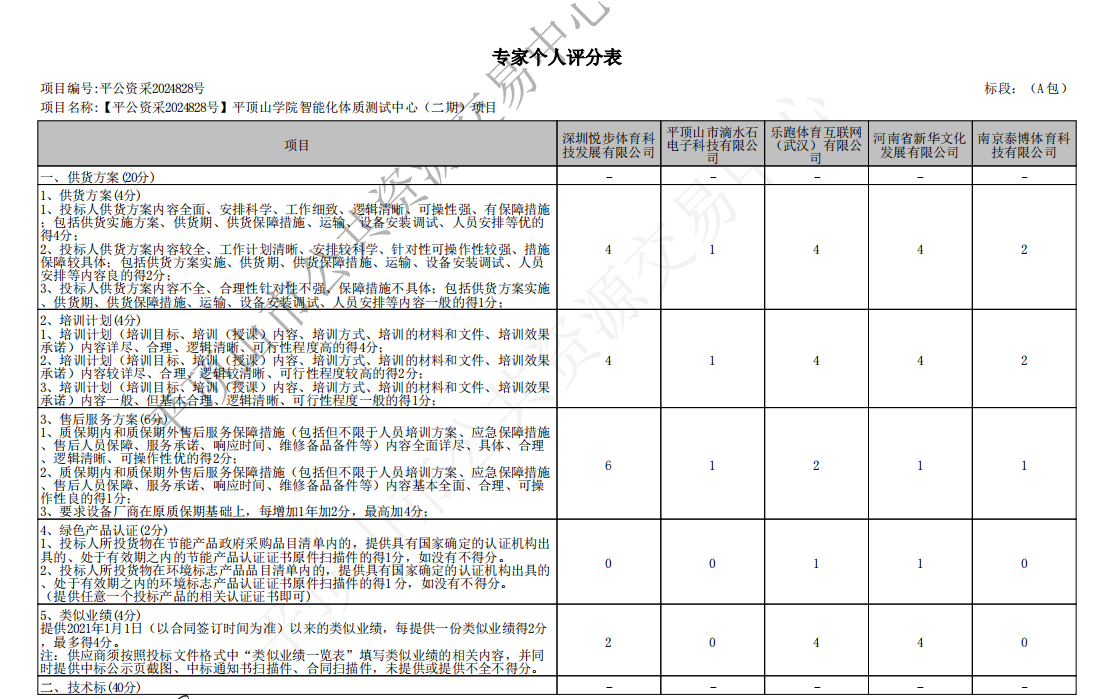 专家个人评分表
项目编号:平公资采2024828号
标段：（A包）
项目名称:【平公资采2024828号】平顶山学院智能化体质测试中心（二期）项目
项目
深圳悦步体育科
技发展有限公司
平顶山市滴水石
电子科技有限公
司
乐跑体育互联网
（武汉）有限公
司
河南省新华文化
发展有限公司
南京泰博体育科
技有限公司
一、供货方案(20分)
－ － － － －
1、供货方案(4分)
1、投标人供货方案内容全面、安排科学、工作细致、逻辑清晰、可操性强、有保障措施
；包括供货实施方案、供货期、供货保障措施、运输、设备安装调试、人员安排等优的
得4分；
2、投标人供货方案内容较全、工作计划清晰、安排较科学、针对性可操作性较强、措施
保障较具体；包括供货方案实施、供货期、供货保障措施、运输、设备安装调试、人员
安排等内容良的得2分；
3、投标人供货方案内容不全、合理性针对性不强，保障措施不具体；包括供货方案实施
、供货期、供货保障措施、运输、设备安装调试、人员安排等内容一般的得1分；
4 1 4 4 2
2、培训计划(4分)
1、培训计划（培训目标、培训（授课）内容、培训方式、培训的材料和文件、培训效果
承诺）内容详尽、合理、逻辑清晰、可行性程度高的得4分；
2、培训计划（培训目标、培训（授课）内容、培训方式、培训的材料和文件、培训效果
承诺）内容较详尽、合理、逻辑较清晰、可行性程度较高的得2分；
3、培训计划（培训目标、培训（授课）内容、培训方式、培训的材料和文件、培训效果
承诺）内容一般、但基本合理、逻辑清晰、可行性程度一般的得1分；
4 1 4 4 2
3、售后服务方案(6分)
1、质保期内和质保期外售后服务保障措施（包括但不限于人员培训方案、应急保障措施
、售后人员保障、服务承诺、响应时间、维修备品备件等）内容全面详尽、具体、合理
、逻辑清晰、可操作性优的得2分；
2、质保期内和质保期外售后服务保障措施（包括但不限于人员培训方案、应急保障措施
、售后人员保障、服务承诺、响应时间、维修备品备件等）内容基本全面、合理、可操
作性良的得1分；
3、要求设备厂商在原质保期基础上，每增加1年加2分，最高加4分；
6 1 2 1 1
4、绿色产品认证(2分)
1、投标人所投货物在节能产品政府采购品目清单内的，提供具有国家确定的认证机构出
具的、处于有效期之内的节能产品认证证书原件扫描件的得1分，如没有不得分。
2、投标人所投货物在环境标志产品品目清单内的，提供具有国家确定的认证机构出具的
、处于有效期之内的环境标志产品认证证书原件扫描件的得1分，如没有不得分。
（提供任意一个投标产品的相关认证证书即可）
0 0 1 1 0
5、类似业绩(4分)
提供2021年1月1日（以合同签订时间为准）以来的类似业绩，每提供一份类似业绩得2分
，最多得4分。
注：供应商须按照投标文件格式中“类似业绩一览表”填写类似业绩的相关内容，并同
时提供中标公示页截图、中标通知书扫描件、合同扫描件，未提供或提供不全不得分。
2 0 4 4 0
二、技术标(40分)
－ － － － －
平顶山市公共资源交易中心
平顶山市公共资源交易中心